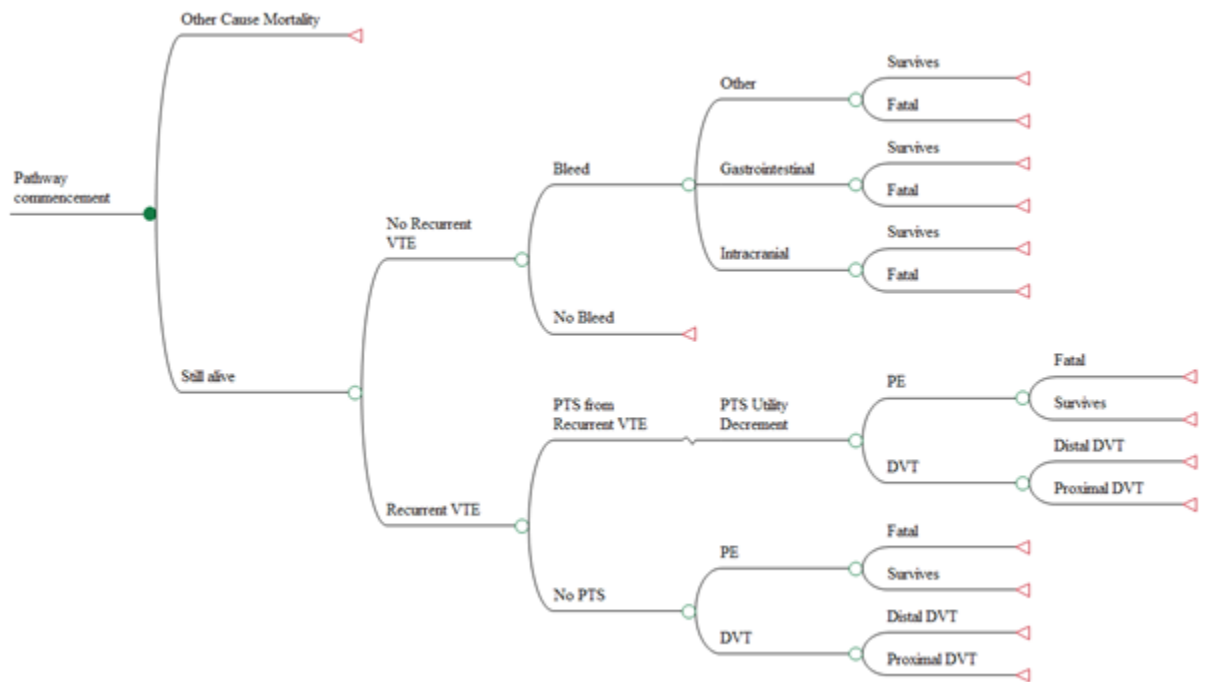 Other Cause Mortality
Survives
Other
Fatal
Survives
Bleed
Gastrointestinal
Pathway
commencement
Fatal
No Recurrent
VTE
Survives
Intracranial
Fatal
No Bleed
Still alive
Fatal
PE
PTS from
Recurrent VTE
PTS Utility
Decrement
Survives
Distal DVT
DVT
Proximal DVT
Recurrent VTE
Fatal
PE
Survives
No PTS
Distal DVT
DVT
Proximal DVT